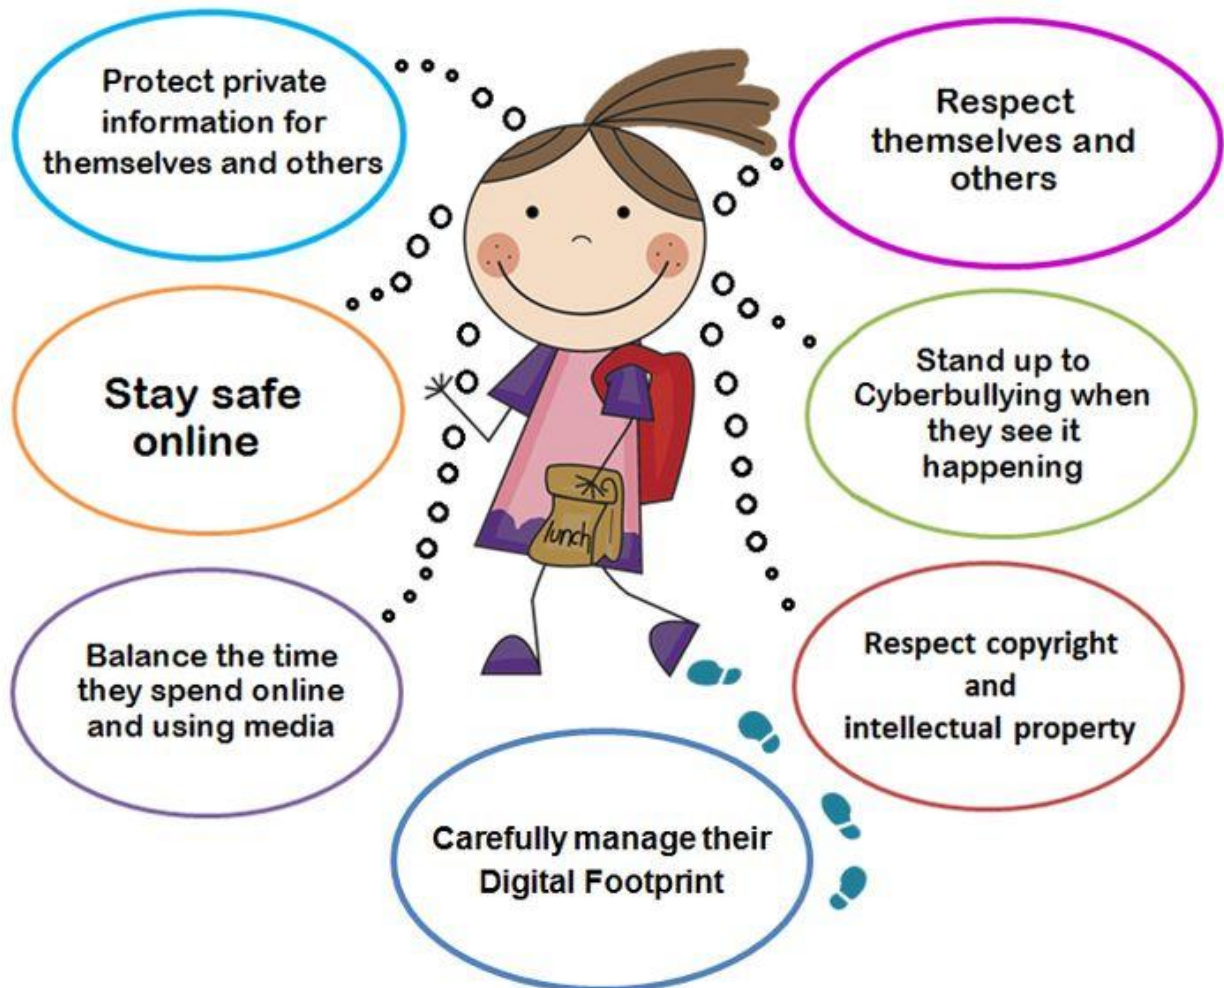 Protect private
information for
themselves and others
Respect
themselves and
others
Stay safe
online
Stand up to
Cyberbullying when
they see it
happening
lunch
Balance the time
they spend online
and using media
Respect copyright
and
intellectual property
Carefully manage their
Digital Footprint